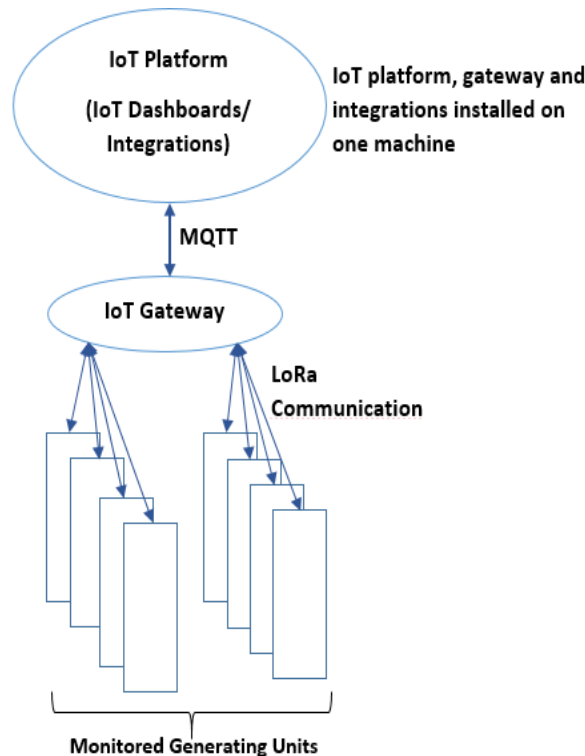 IoT Platform
(IoT Dashboards/
Integrations)
IoT platform, gateway and
integrations installed on
one machine
MQTT
IoT Gateway
LoRa
Communication
Monitored Generating Units